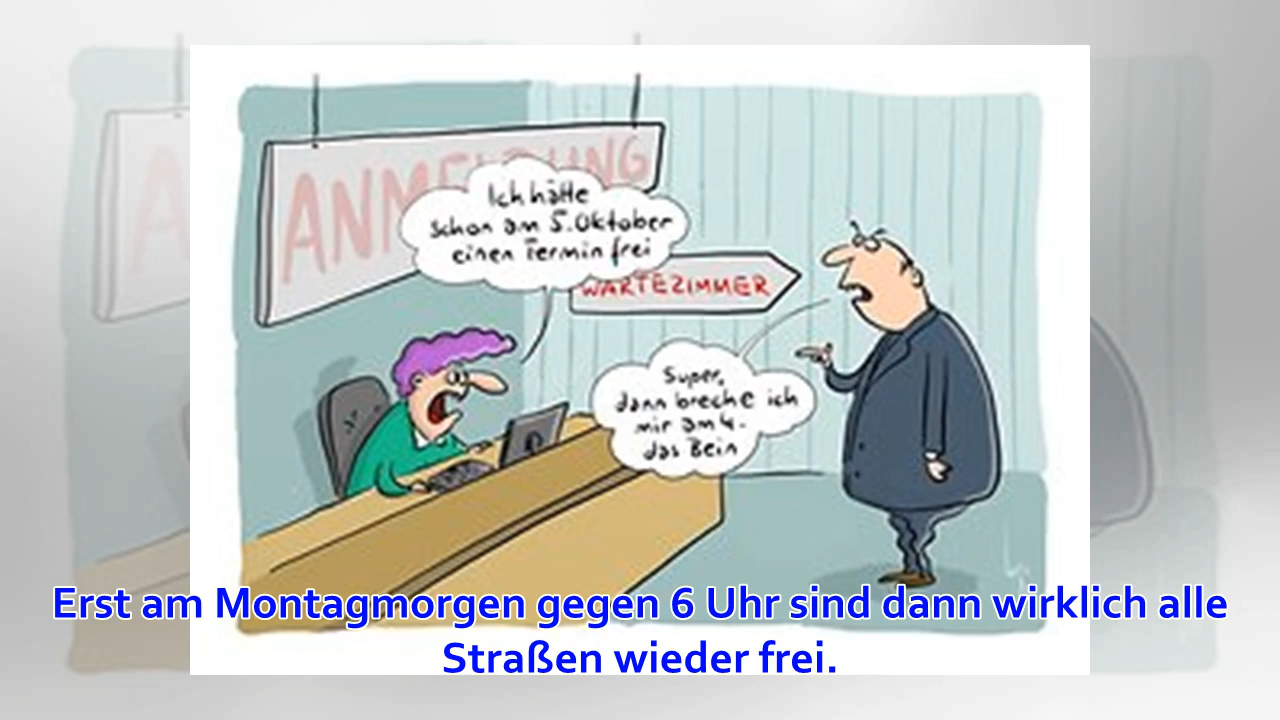 ANMELDUNG
Ich hätte
schon am 5. Oktober
einen Termin frei
WARTEZIMMER
Super,
dann breche ich
mir am 4.
das Bein
Erst am Montagmorgen gegen 6 Uhr sind dann wirklich alle
Straßen wieder frei.